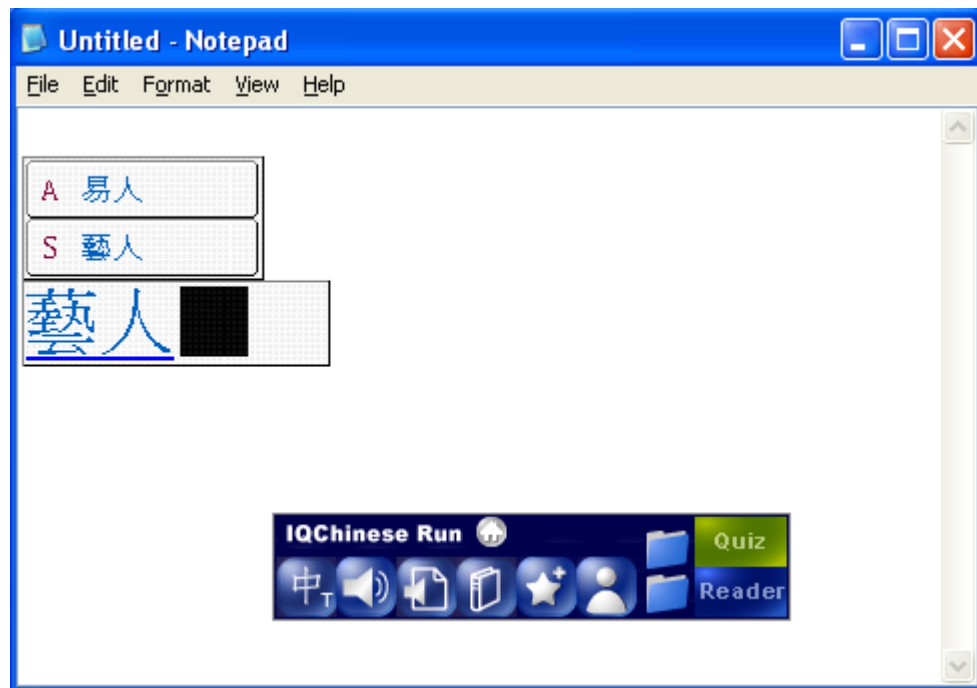 Untitled - Notepad
File Edit Format View Help
A 易人
S 藝人
藝人
IQChinese Run
中T
Quiz
Reader